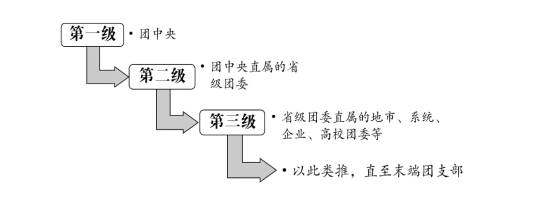 第一级
• 团中央
第二级
• 团中央直属的省
级团委
第三级
• 省级团委直属的地市、系统、
企业、高校团委等
• 以此类推，直至末端团支部